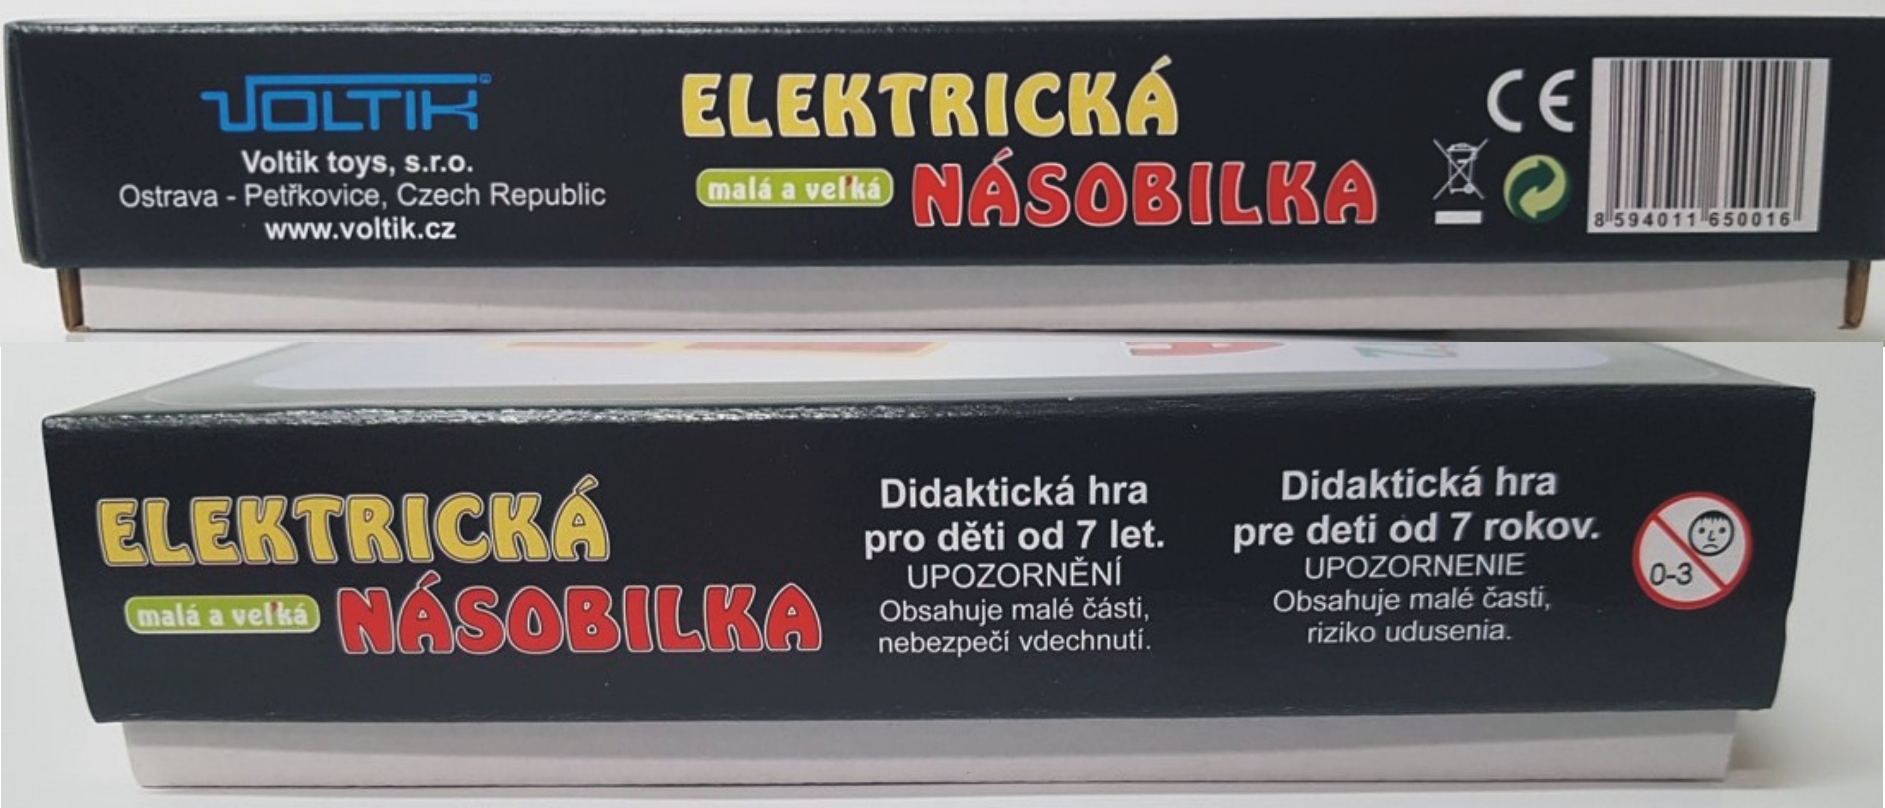 VOLTIK
Voltik toys, s.r.o.
Ostrava - Petřkovice, Czech Republic
www.voltik.cz
ELEKTRICKÁ
malá a veľká NÁSOBILKA
CE
8 594011 650016
ELEKTRICKÁ
malá a veľká NÁSOBILKA
Didaktická hra
pro děti od 7 let.
UPOZORNĚNÍ
Obsahuje malé části,
nebezpečí vdechnutí.
Didaktická hra
pre deti od 7 rokov.
UPOZORNENIE
Obsahuje malé časti,
riziko udusenia.
0-3